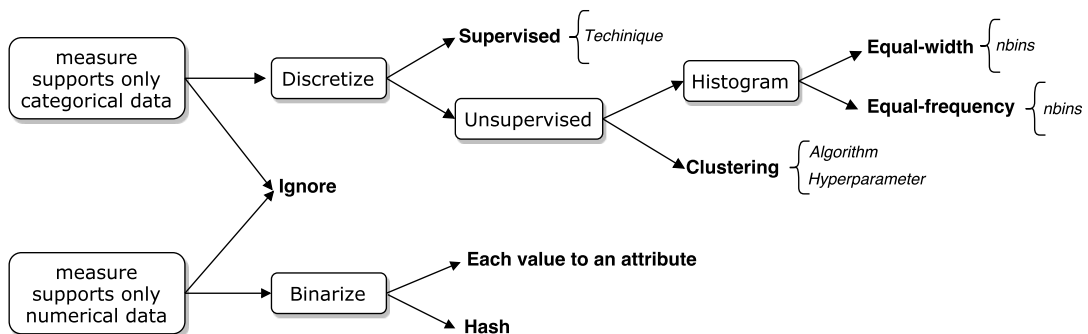 measure
supports only
categorical data
Discretize
Supervised
Techinique
Unsupervised
Histogram
Equal-width
nbins
Equal-frequency
nbins
Clustering
Algorithm
Hyperparameter
Ignore
measure
supports only
numerical data
Binarize
Each value to an attribute
Hash